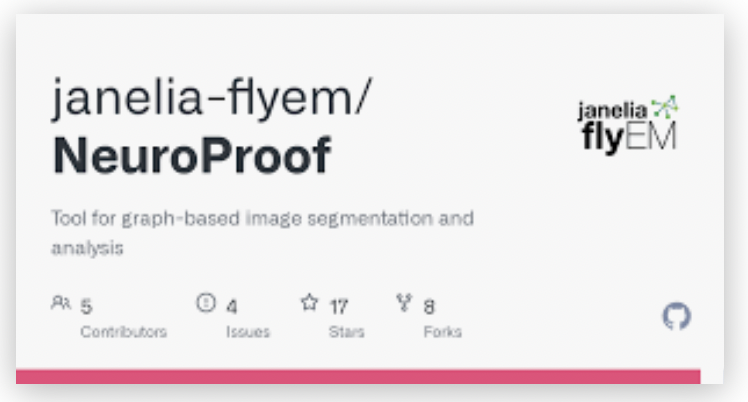 janelia-flyem/
NeuroProof
janelia
flyEM
Tool for graph-based image segmentation and
analysis
5
Contributors
4
Issues
17
Stars
8
Forks